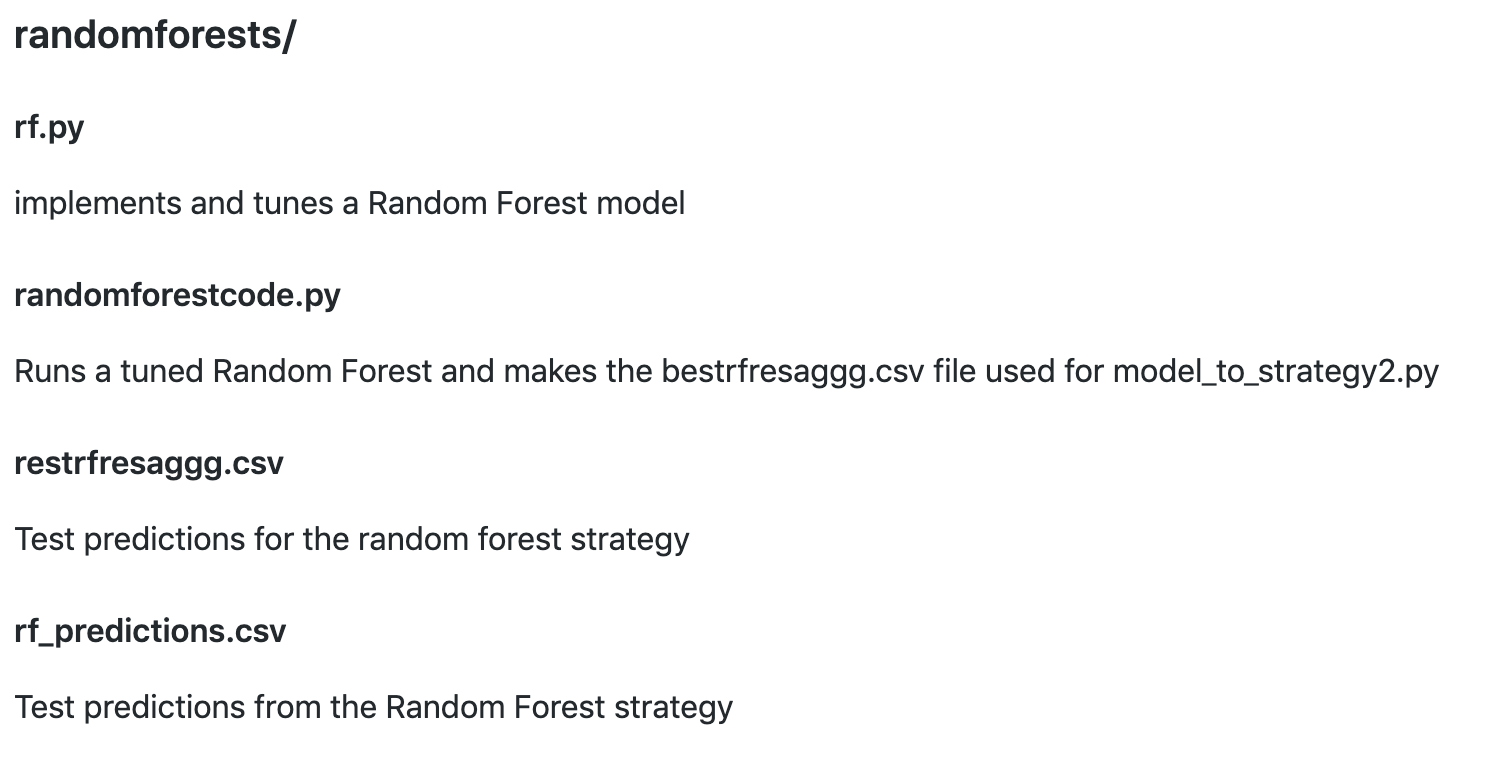 randomforests/
rf.py
implements and tunes a Random Forest model
randomforestcode.py
Runs a tuned Random Forest and makes the bestrfresaggg.csv file used for model_to_strategy2.py
restrfresaggg.csv
Test predictions for the random forest strategy
rf_predictions.csv
Test predictions from the Random Forest strategy